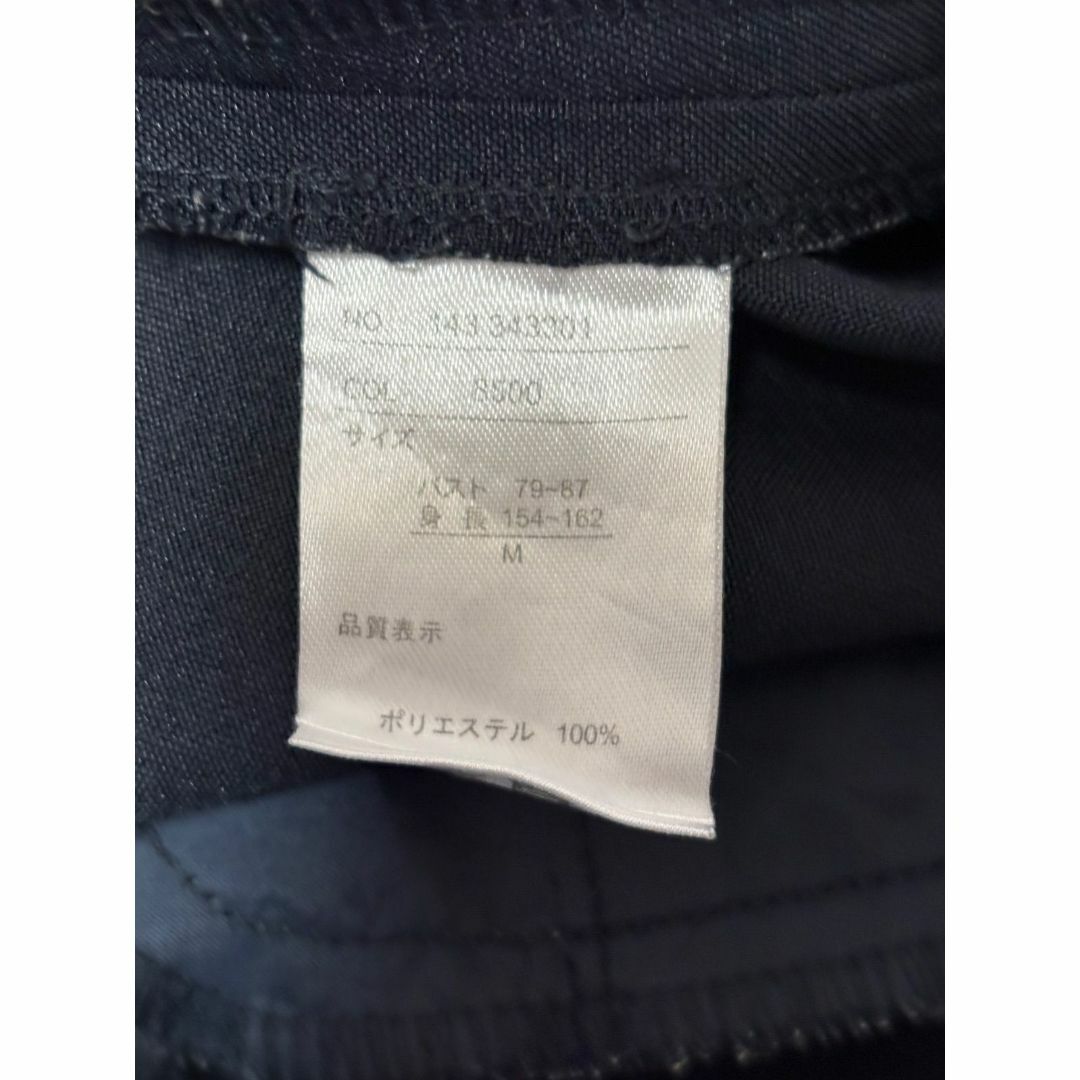 NO 143 343301
COL 8500
サイズ
バスト 79~87
身 長 154~162
M
品質表示
ポリエステル 100%